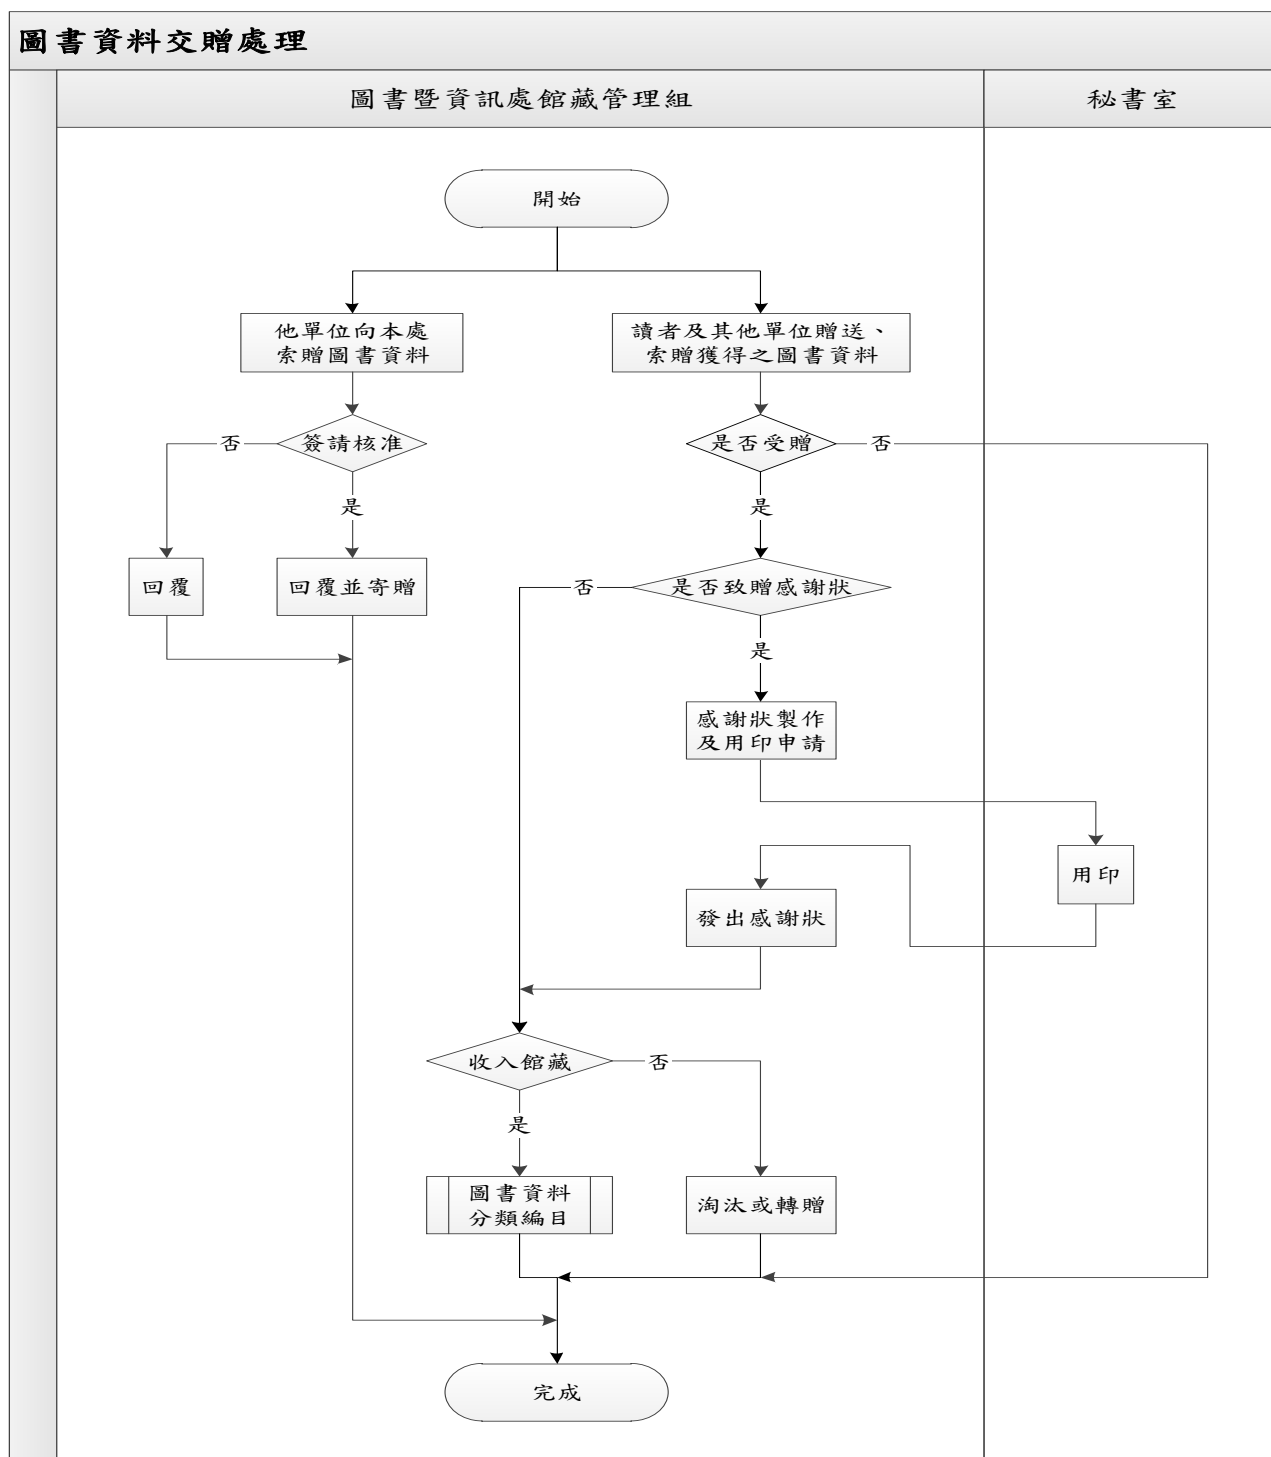 圖書資料交贈處理
圖書暨資訊處館藏管理組
秘書室
開始
他單位向本處
索贈圖書資料
讀者及其他單位贈送、
索贈獲得之圖書資料
否
簽請核准
是否受贈
否
是
是
回覆
回覆並寄贈
否
是否致贈感謝狀
是
感謝狀製作
及用印申請
用印
發出感謝狀
收入館藏
否
是
圖書資料
分類編目
淘汰或轉贈
完成